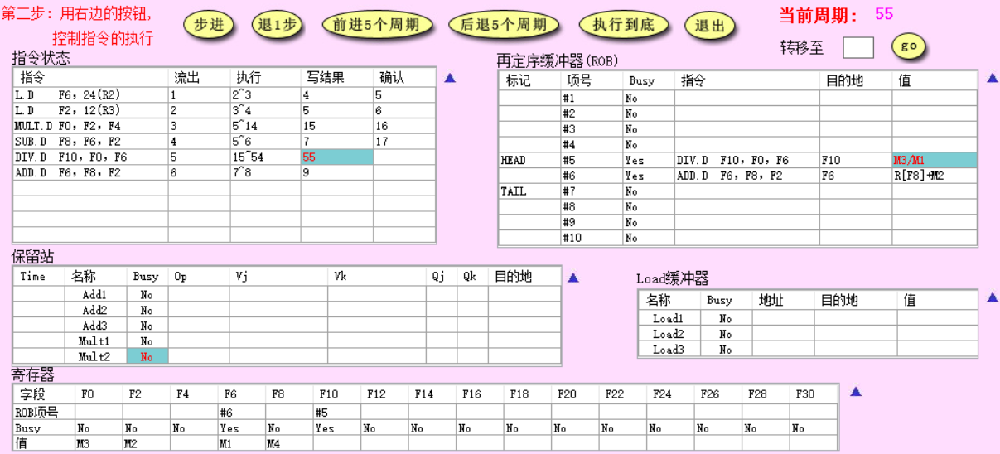 第二步: 用右边的按钮,
控制指令的执行
步进 退1步 前进5个周期 后退5个周期 执行到底 退出
当前周期: 55
转移至 go
指令状态
指令 流出 执行 写结果 确认
L.D F6, 24(R2) 1 2~3 4 5
L.D F2, 12(R3) 2 3~4 5 6
MULT.D F0, F2, F4 3 5~14 15 16
SUB.D F8, F6, F2 4 5~6 7 17
DIV.D F10, F0, F6 5 15~54 55
ADD.D F6, F8, F2 6 7~8 9
再定序缓冲器(ROB)
标记 项号 Busy 指令 目的地 值
#1 No
#2 No
#3 No
#4 No
HEAD #5 Yes DIV.D F10, F0, F6 F10 M3/M1
#6 Yes ADD.D F6, F8, F2 F6 R[F8]+M2
TAIL #7 No
#8 No
#9 No
#10 No
保留站
Time 名称 Busy Op Vj Vk Qj Qk 目的地
Add1 No
Add2 No
Add3 No
Mult1 No
Mult2 No
Load缓冲器
名称 Busy 地址 目的地 值
Load1 No
Load2 No
Load3 No
寄存器
字段 F0 F2 F4 F6 F8 F10 F12 F14 F16 F18 F20 F22 F24 F26 F28 F30
ROB项号 #6 #5
Busy No No No Yes No Yes No No No No No No No No No No
值 M3 M2 M1 M4